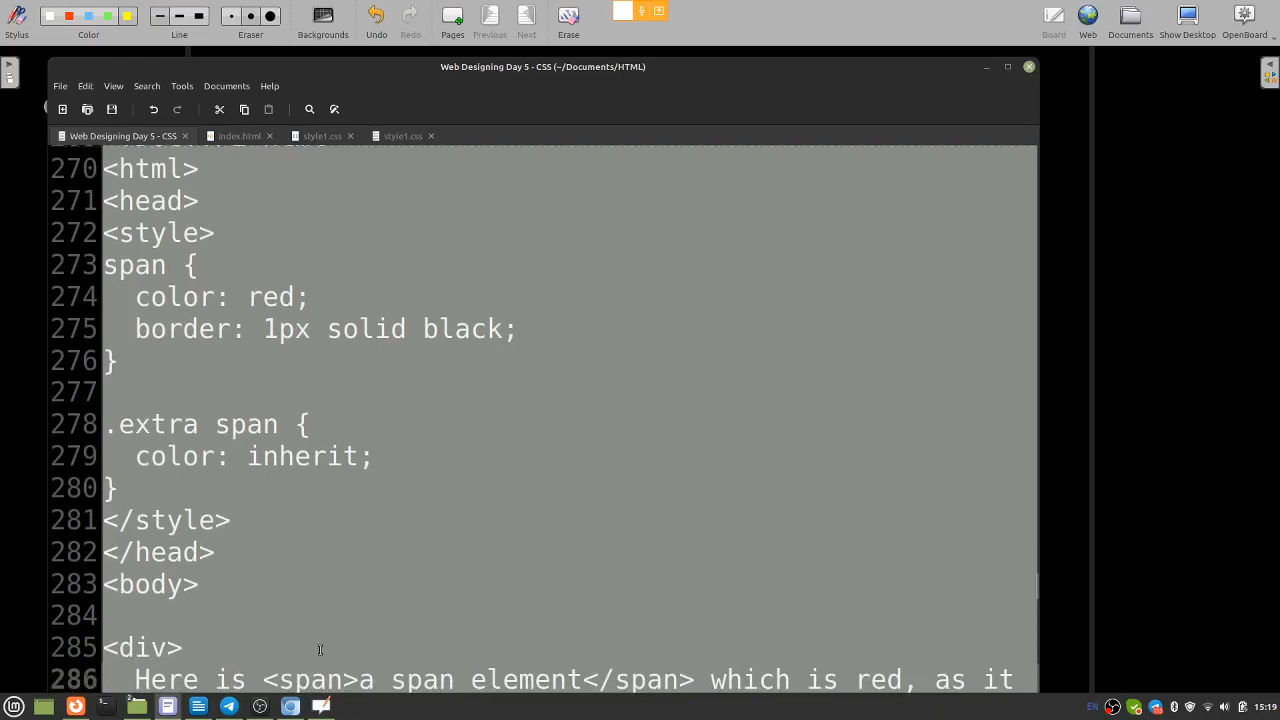 Stylus
Color
Line
Eraser
Backgrounds
Undo
Redo
Pages
Previous
Next
Erase
Board
Web
Documents
Show Desktop
OpenBoard
Web Designing Day 5 - CSS (~/Documents/HTML)
File Edit View Search Tools Documents Help
Web Designing Day 5 - CSS
index.html
style1.css
style1.css
270 <html>
271 <head>
272 <style>
273 span {
274   color: red;
275   border: 1px solid black;
276 }
277
278 .extra span {
279   color: inherit;
280 }
281 </style>
282 </head>
283 <body>
284
285 <div>
286   Here is <span>a span element</span> which is red, as it
EN
15:19